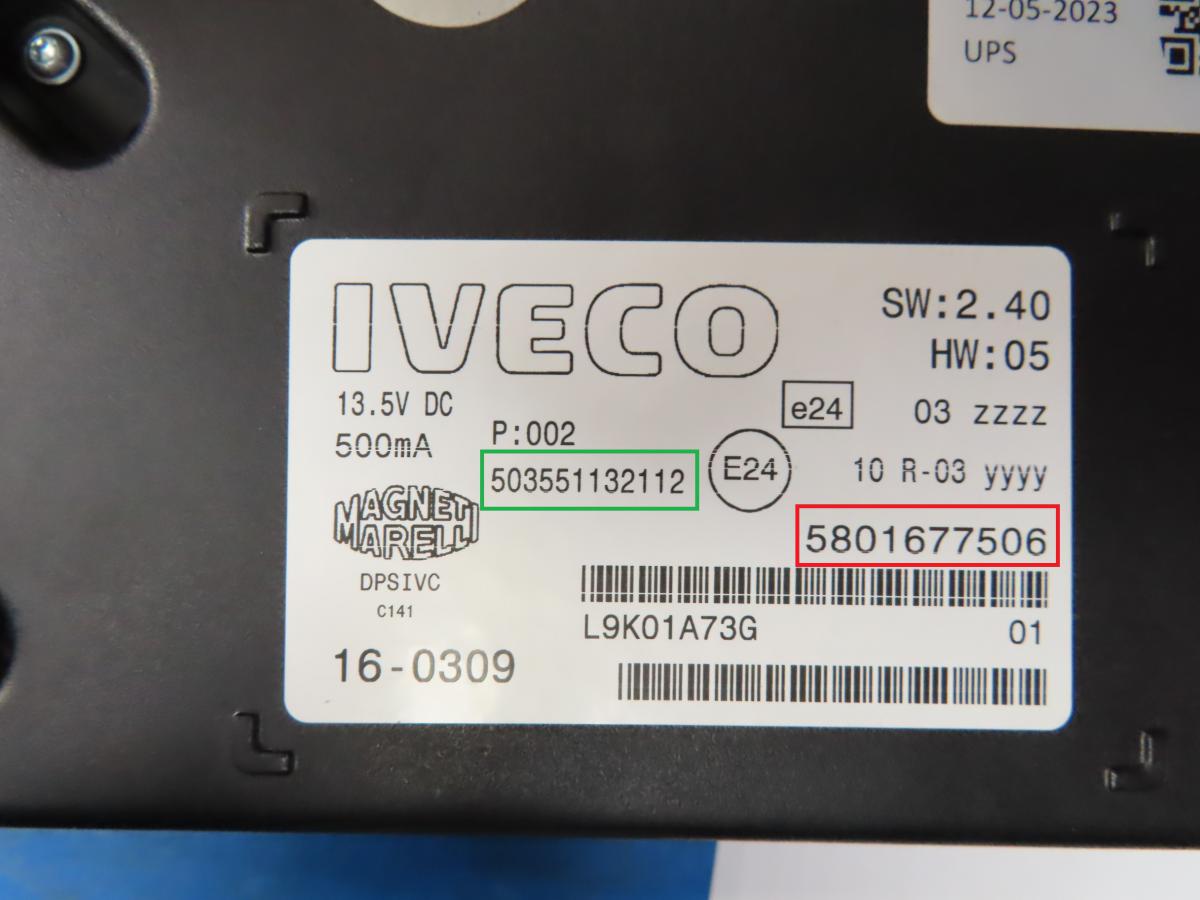 12-05-2023
UPS
IVECO
SW:2.40
HW:05
13.5V DC
500mA
P:002
503551132112
e24
03 zzzz
E24
10 R-03 yyyy
5801677506
MAGNETI
MARELLI
DPSIVC
C141
L9K01A73G
01
16-0309